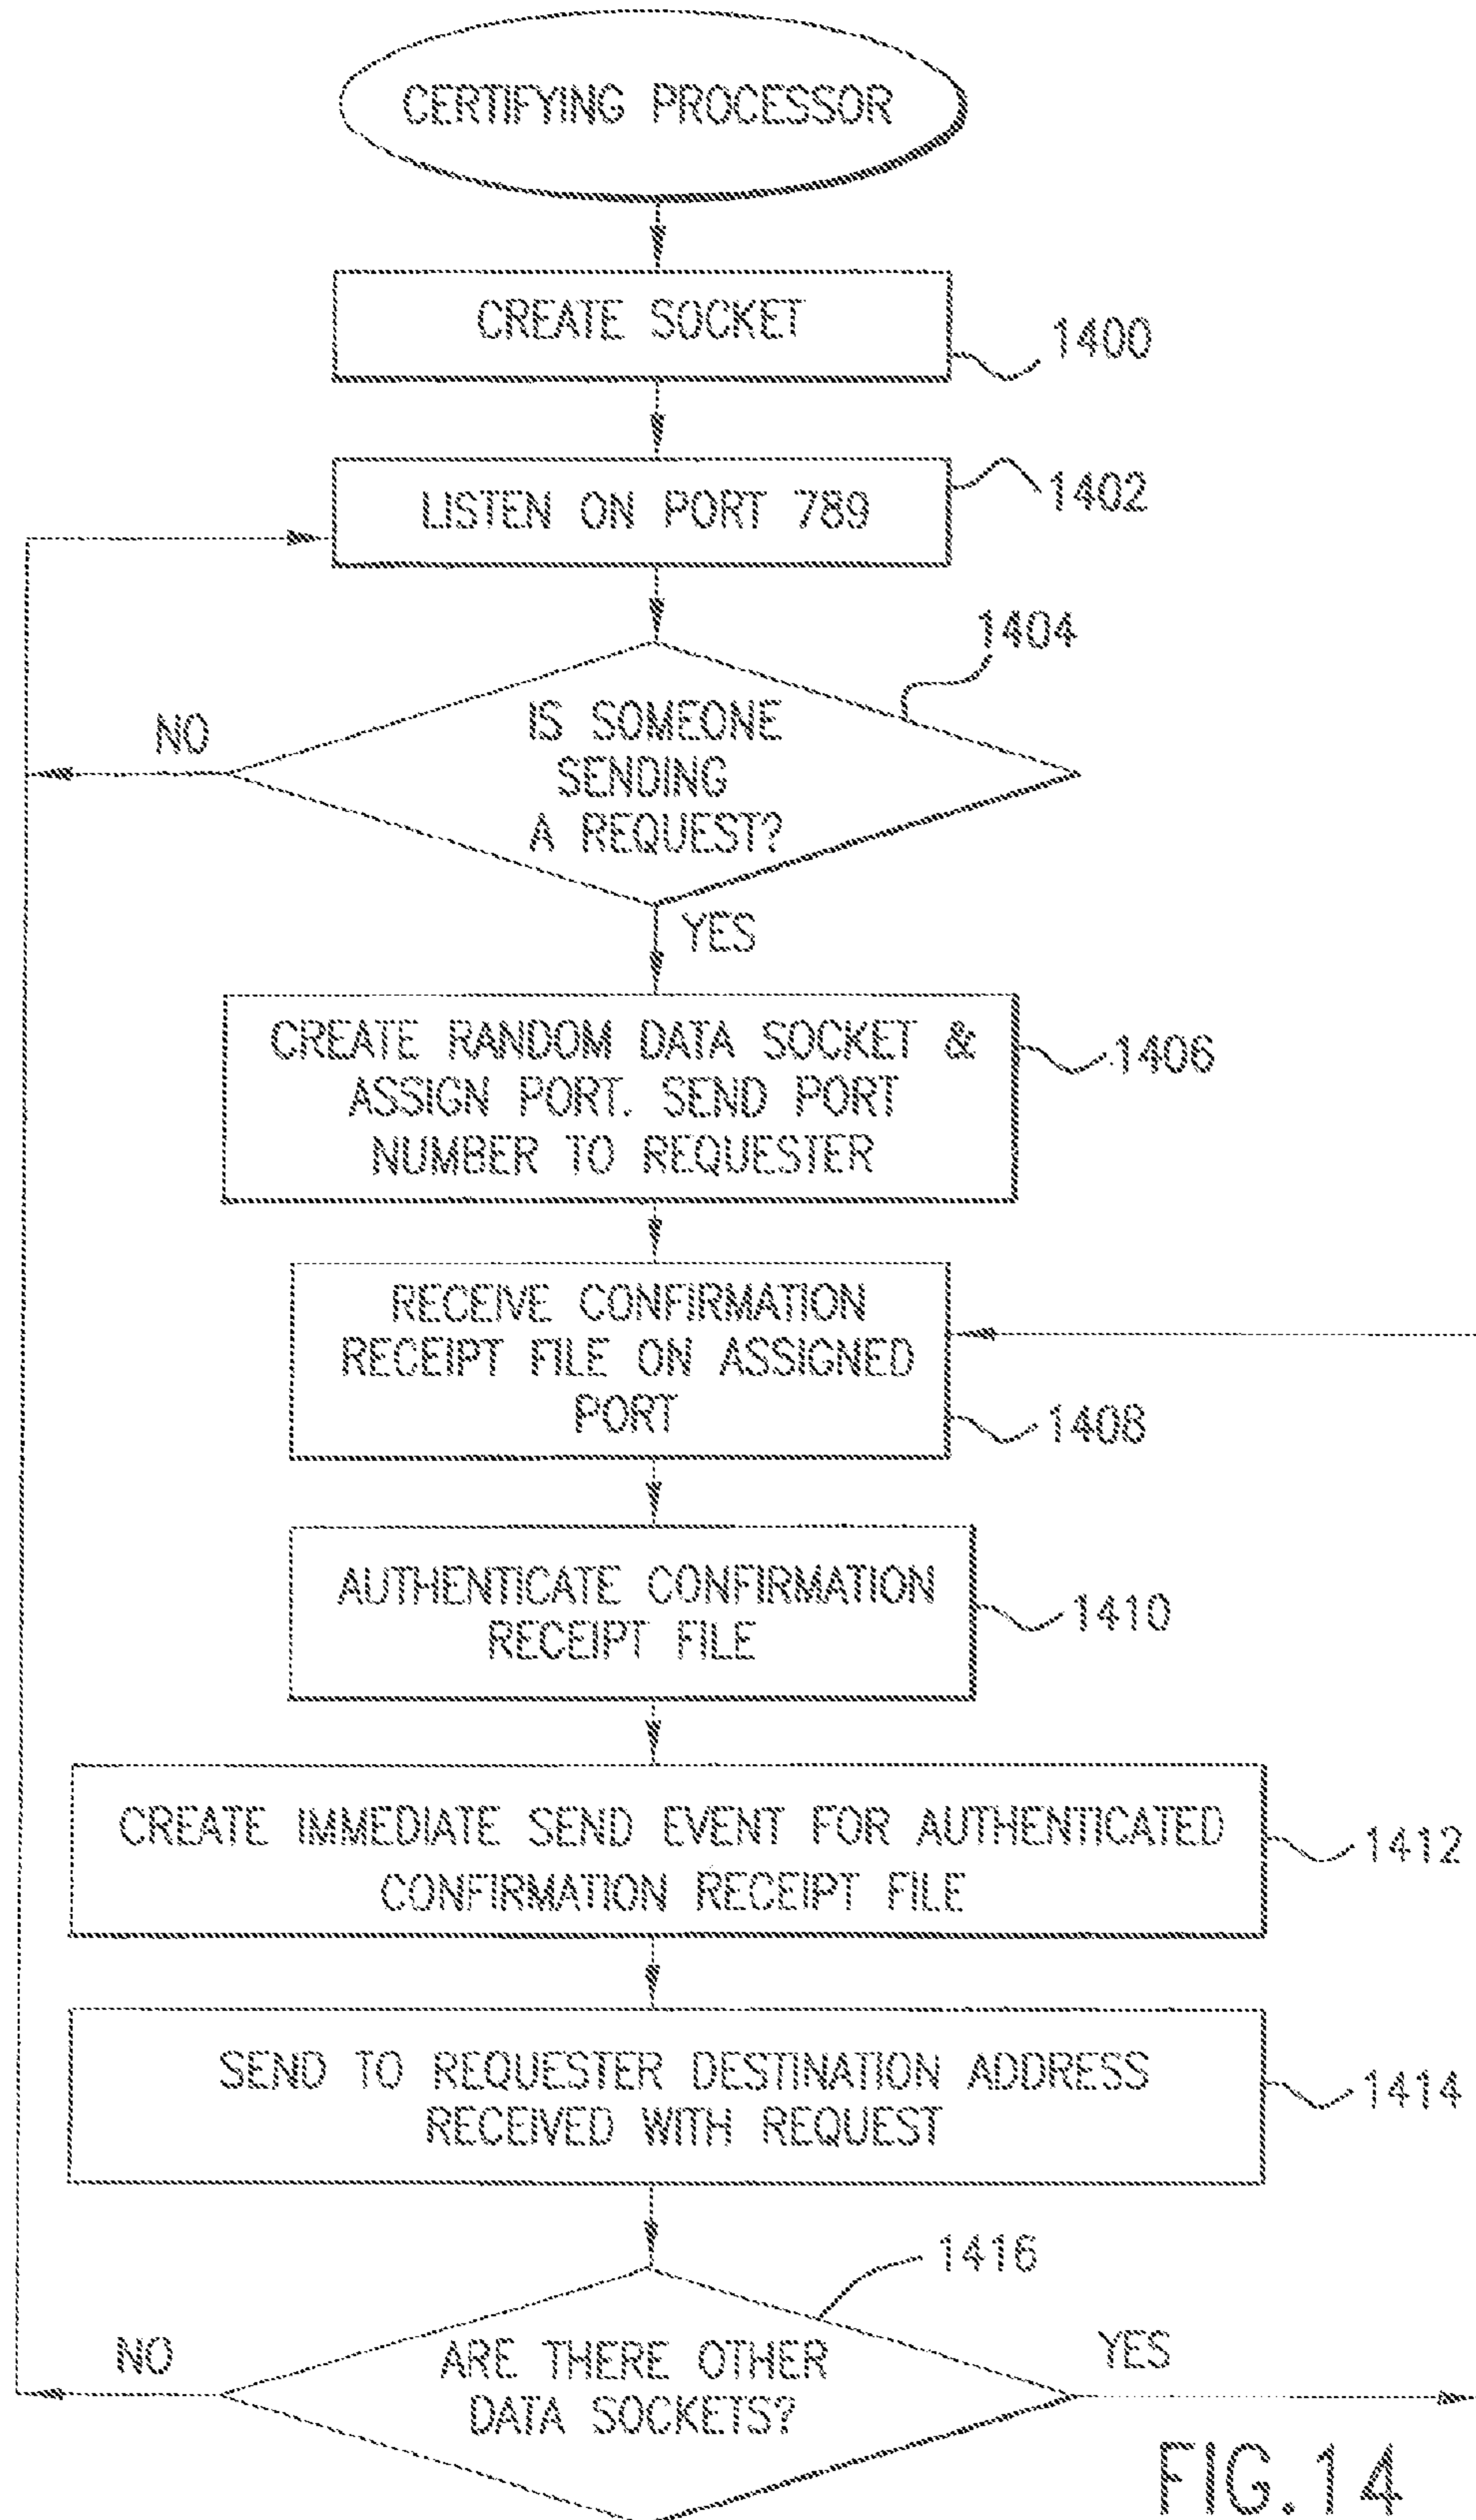 CERTIFYING PROCESSOR
CREATE SOCKET
1400
LISTEN ON PORT 789
1402
1404
IS SOMEONE
SENDING
A REQUEST?
NO
YES
CREATE RANDOM DATA SOCKET &
ASSIGN PORT. SEND PORT
NUMBER TO REQUESTER
1406
RECEIVE CONFIRMATION
RECEIPT FILE ON ASSIGNED
PORT
1408
AUTHENTICATE CONFIRMATION
RECEIPT FILE
1410
CREATE IMMEDIATE SEND EVENT FOR AUTHENTICATED
CONFIRMATION RECEIPT FILE
1412
SEND TO REQUESTER DESTINATION ADDRESS
RECEIVED WITH REQUEST
1414
1416
ARE THERE OTHER
DATA SOCKETS?
NO
YES
FIG.14